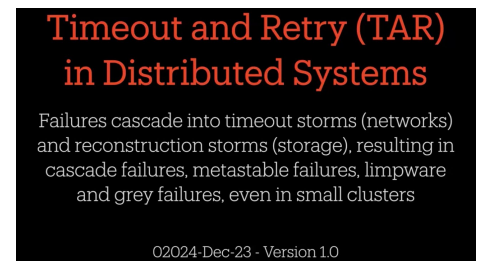 Timeout and Retry (TAR)
in Distributed Systems
Failures cascade into timeout storms (networks)
and reconstruction storms (storage), resulting in
cascade failures, metastable failures, limpware
and grey failures, even in small clusters
02024-Dec-23 - Version 1.0